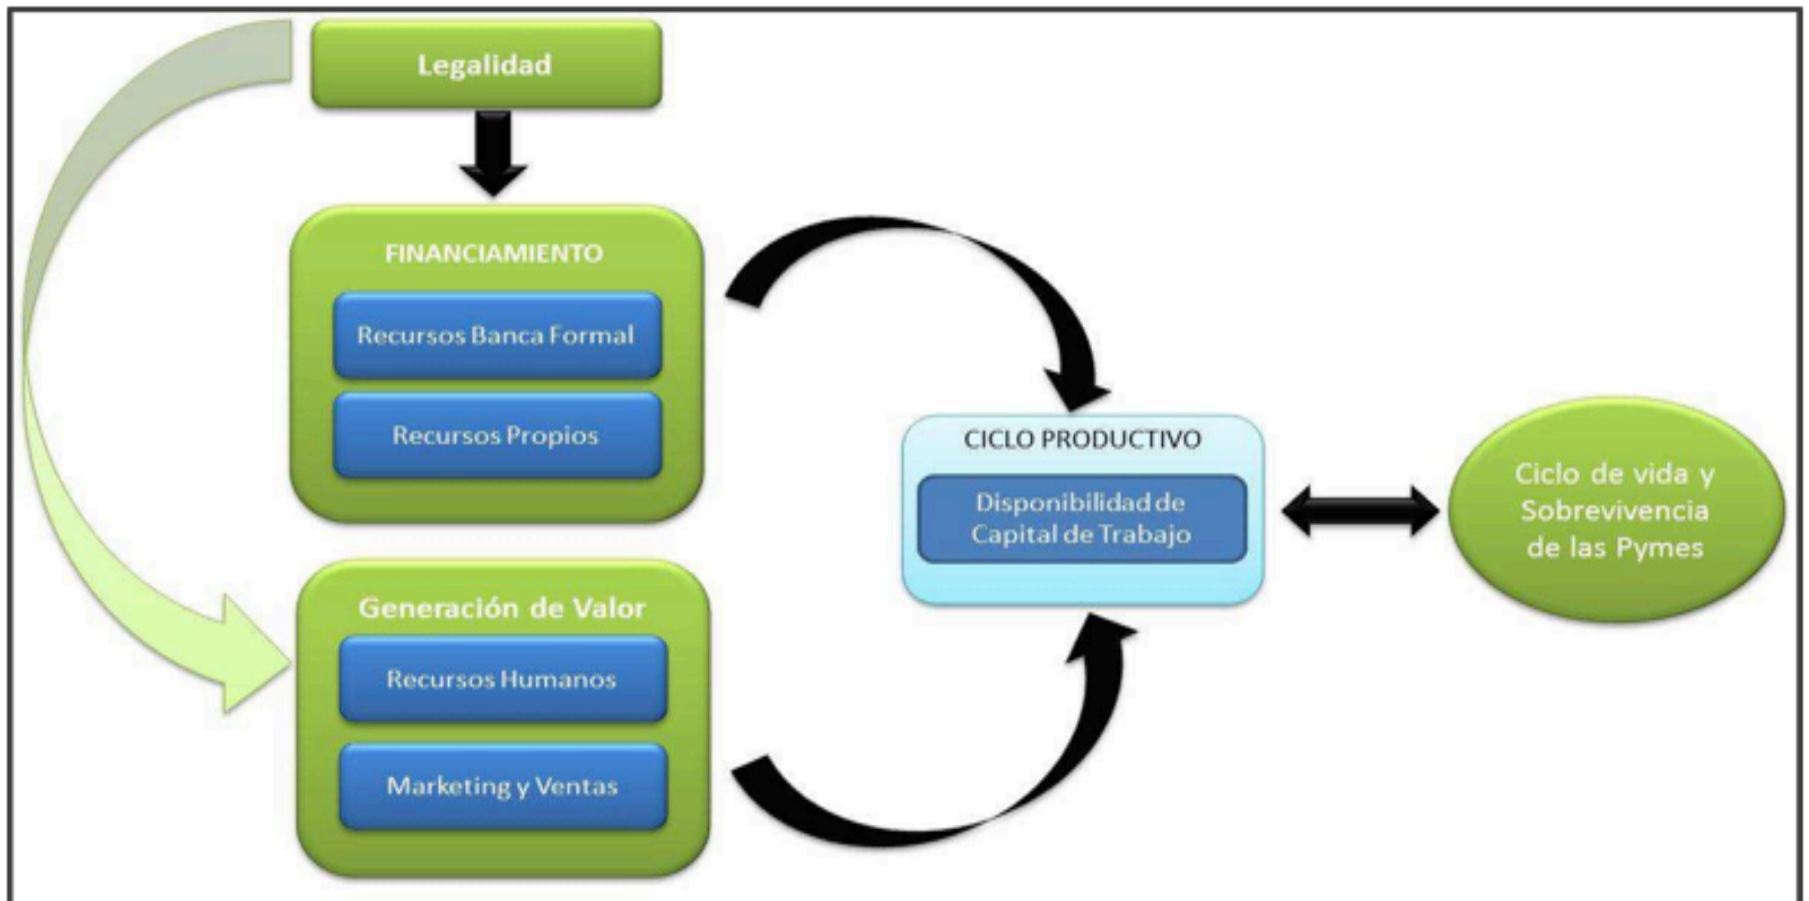 Legalidad
FINANCIAMIENTO
Recursos Banca Formal
Recursos Propios
Generación de Valor
Recursos Humanos
Marketing y Ventas
CICLO PRODUCTIVO
Disponibilidad de
Capital de Trabajo
Ciclo de vida y
Sobrevivencia
de las Pymes